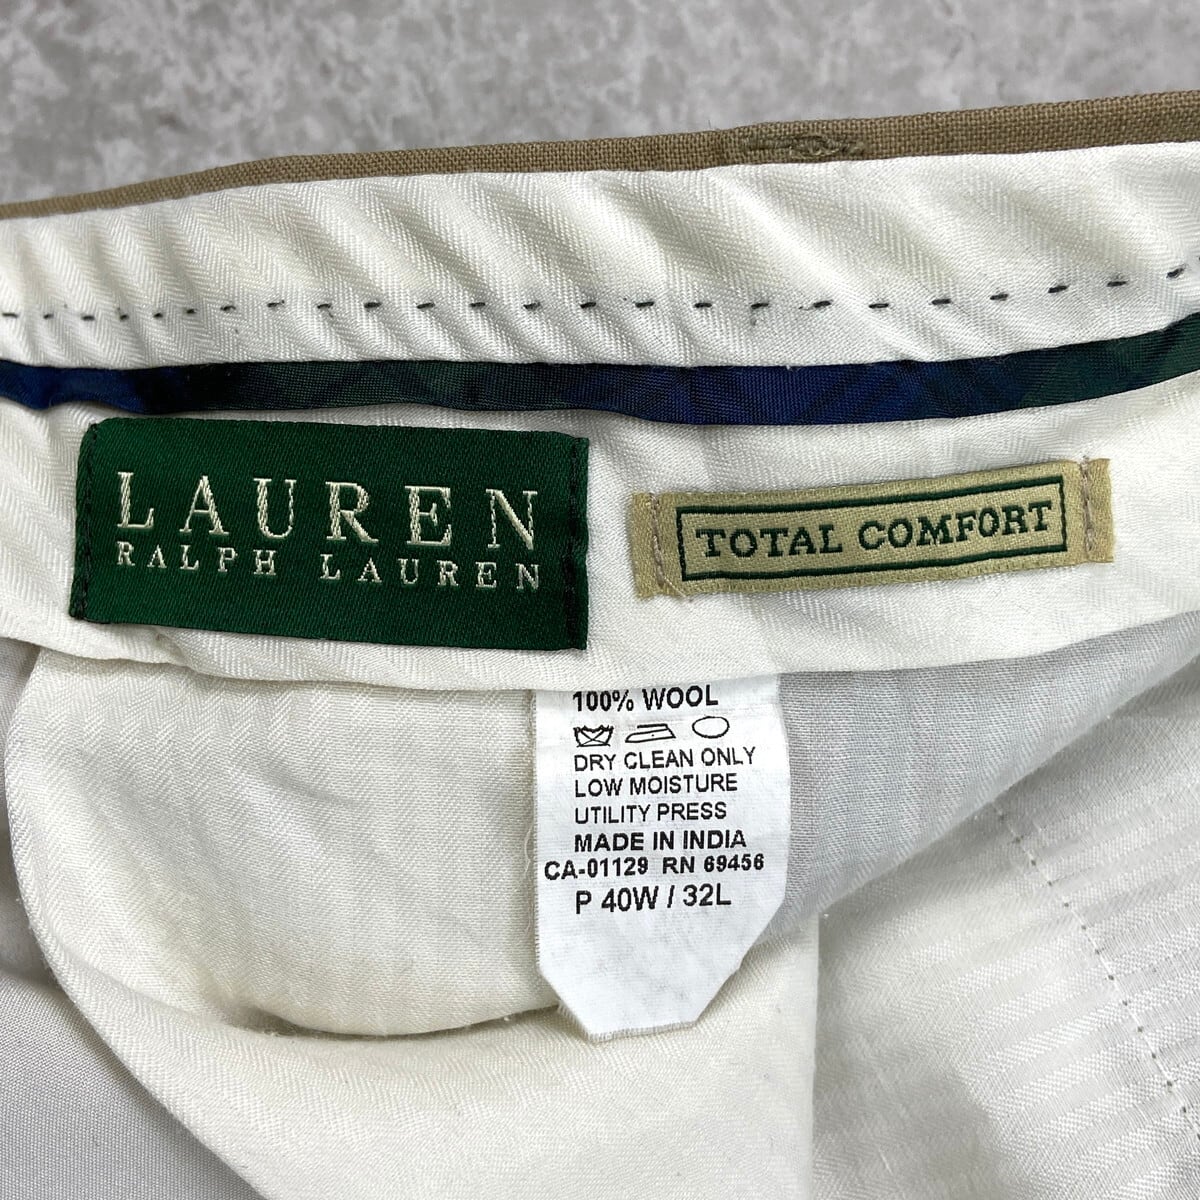 LAUREN
RALPH LAUREN
TOTAL COMFORT
100% WOOL
DRY CLEAN ONLY
LOW MOISTURE
UTILITY PRESS
MADE IN INDIA
CA-01129 RN 69456
P 40W / 32L